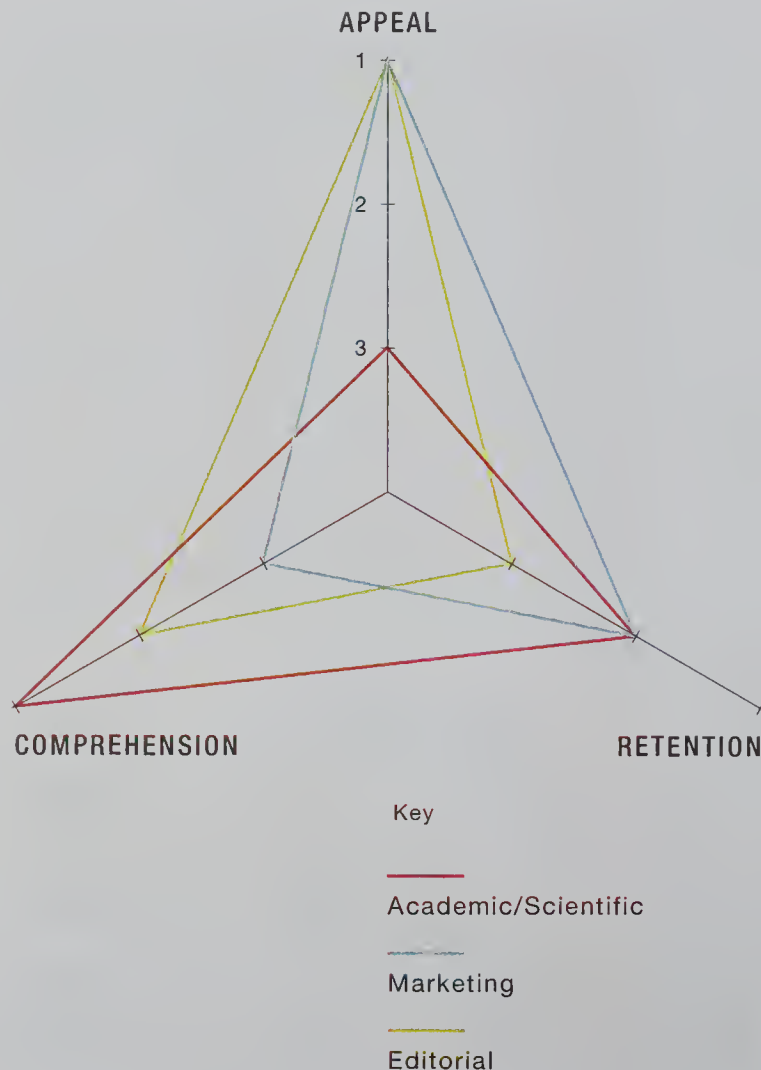 APPEAL
1
2
3
COMPREHENSION
RETENTION
Key
Academic/Scientific
Marketing
Editorial